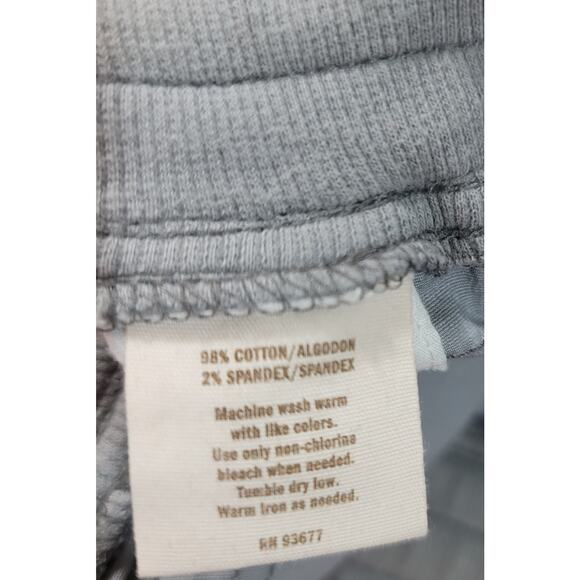 98% COTTON/ALGODON
2% SPANDEX/SPANDEX
Machine wash warm
with like colors.
Use only non-chlorine
bleach when needed.
Tumble dry low.
Warm Iron as needed.
RN 93677